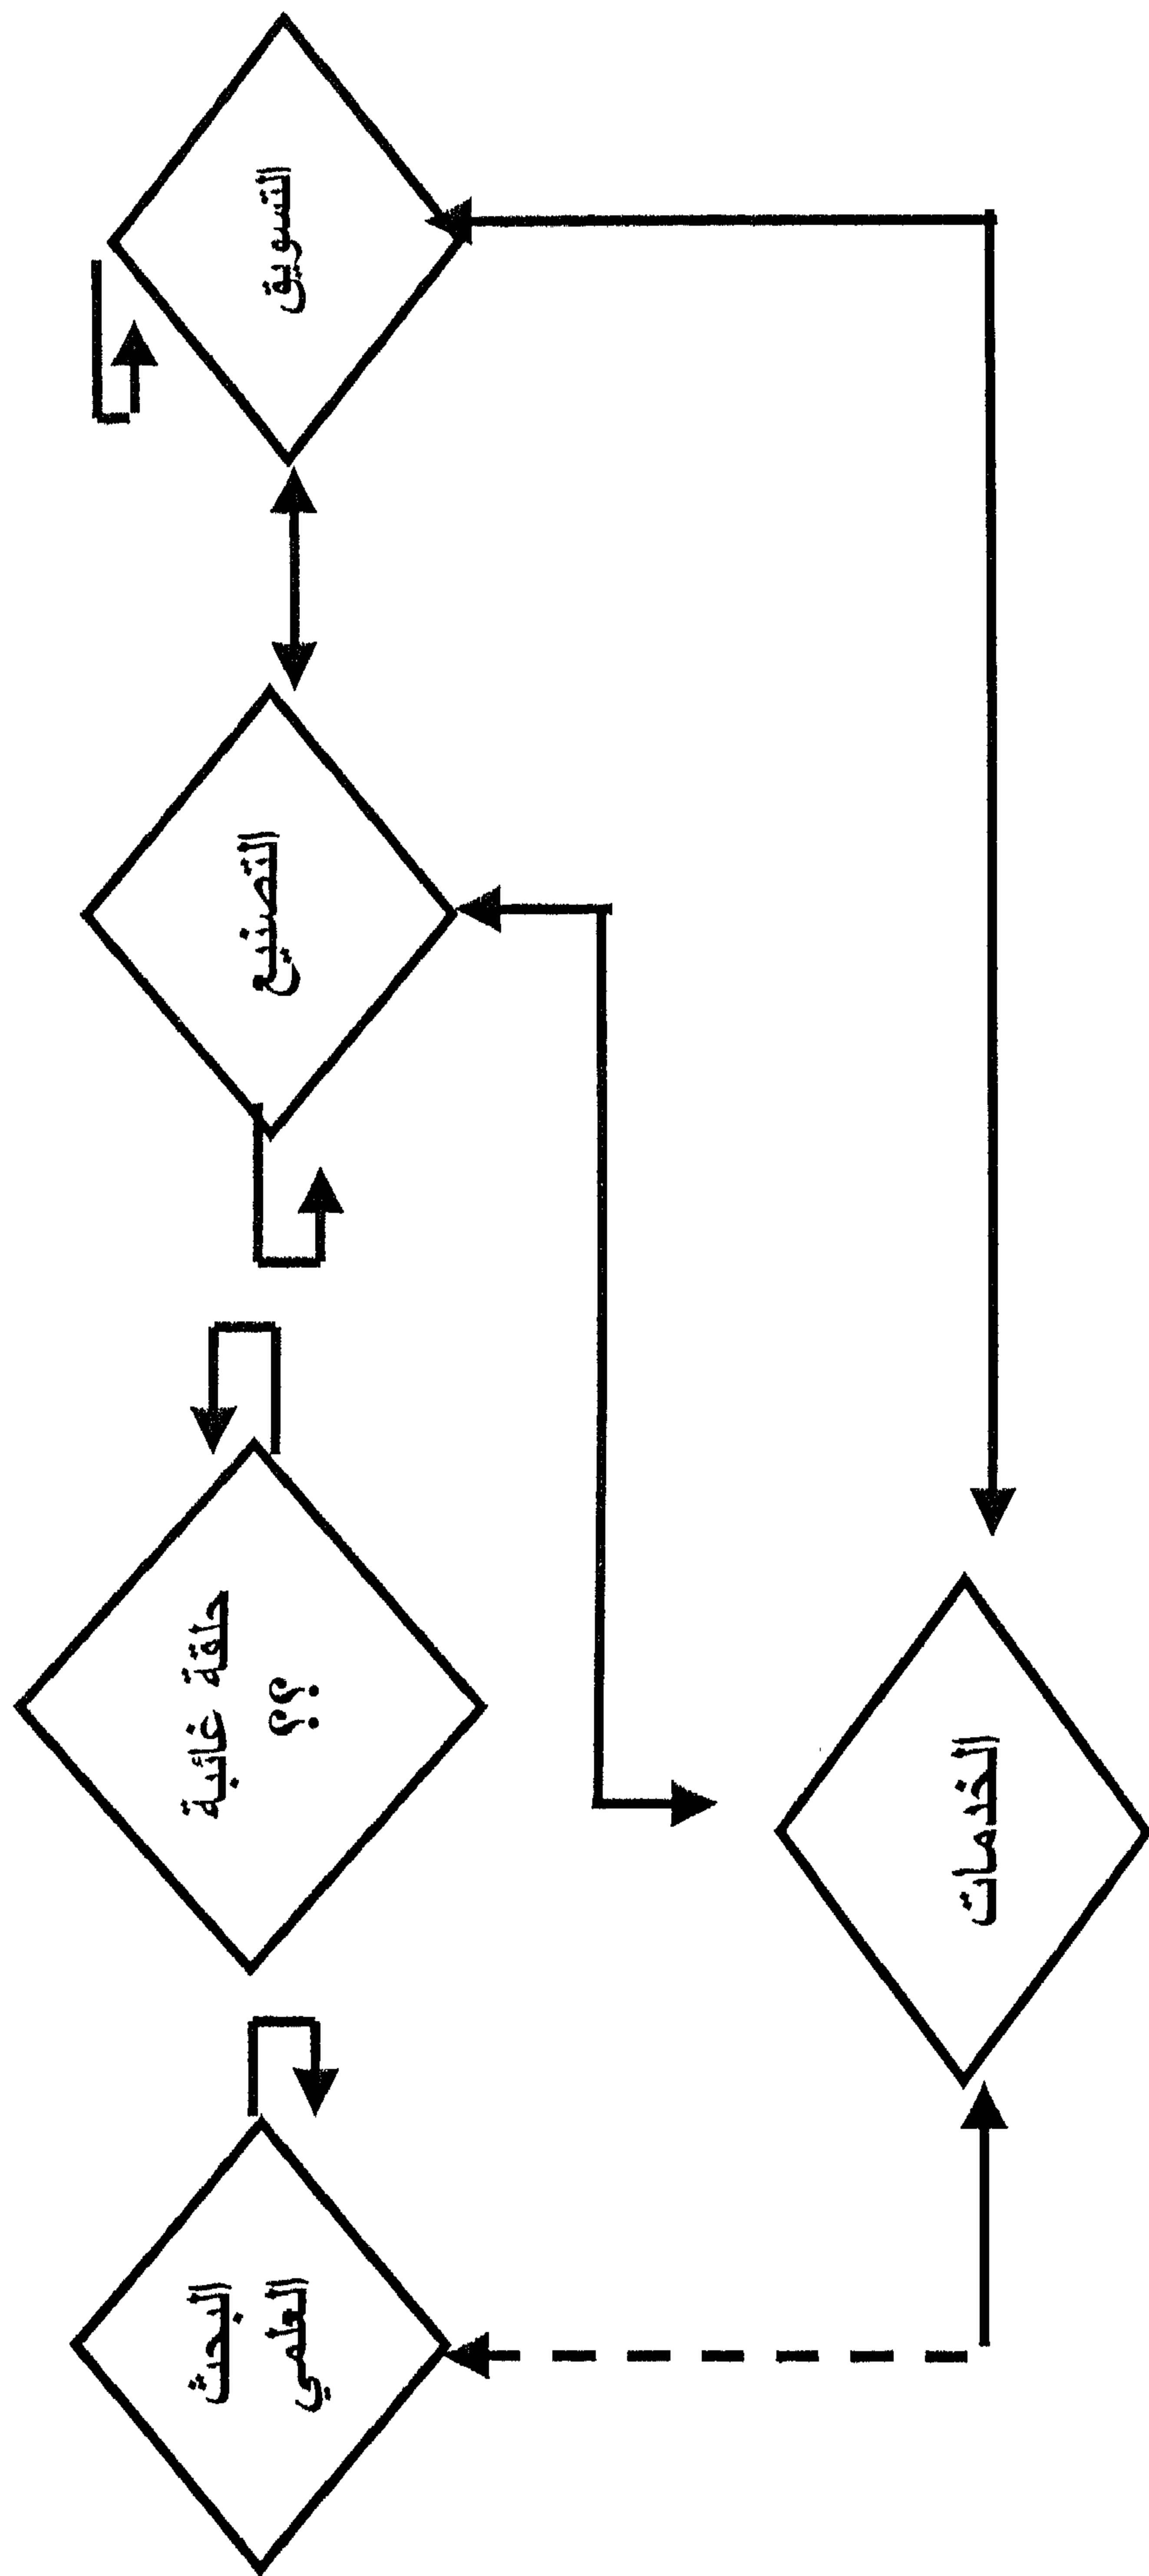 التسويق
التصنيع
حلقة غائبة
؟؟
البحث
العلمي
الخدمات